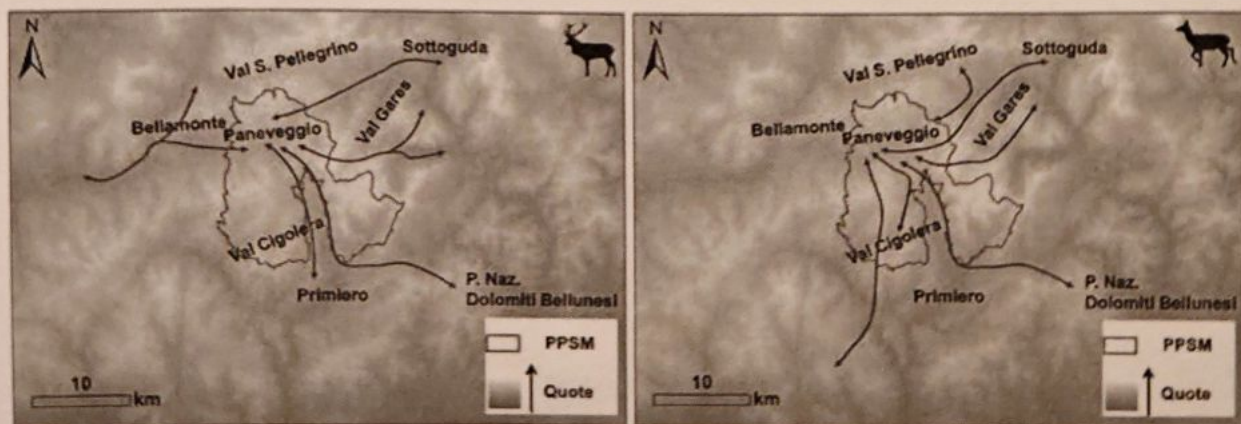 N
Val S. Pellegrino
Sottoguda
Val Gares
Bellamonte
Paneveggio
Val Cigolera
Primiero
P. Naz.
Dolomiti Bellunesi
PPSM
Quote
10
km
N
Val S. Pellegrino
Sottoguda
Val Gares
Bellamonte
Paneveggio
Val Cigolera
Primiero
P. Naz.
Dolomiti Bellunesi
PPSM
Quote
10
km